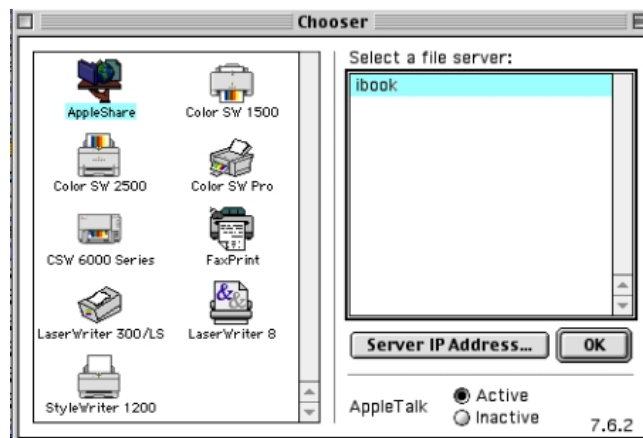 Chooser
AppleShare
Color SW 1500
Color SW 2500
Color SW Pro
CSW 6000 Series
FaxPrint
LaserWriter 300/LS
LaserWriter 8
StyleWriter 1200
Select a file server:
ibook
Server IP Address...
OK
AppleTalk
Active
Inactive
7.6.2